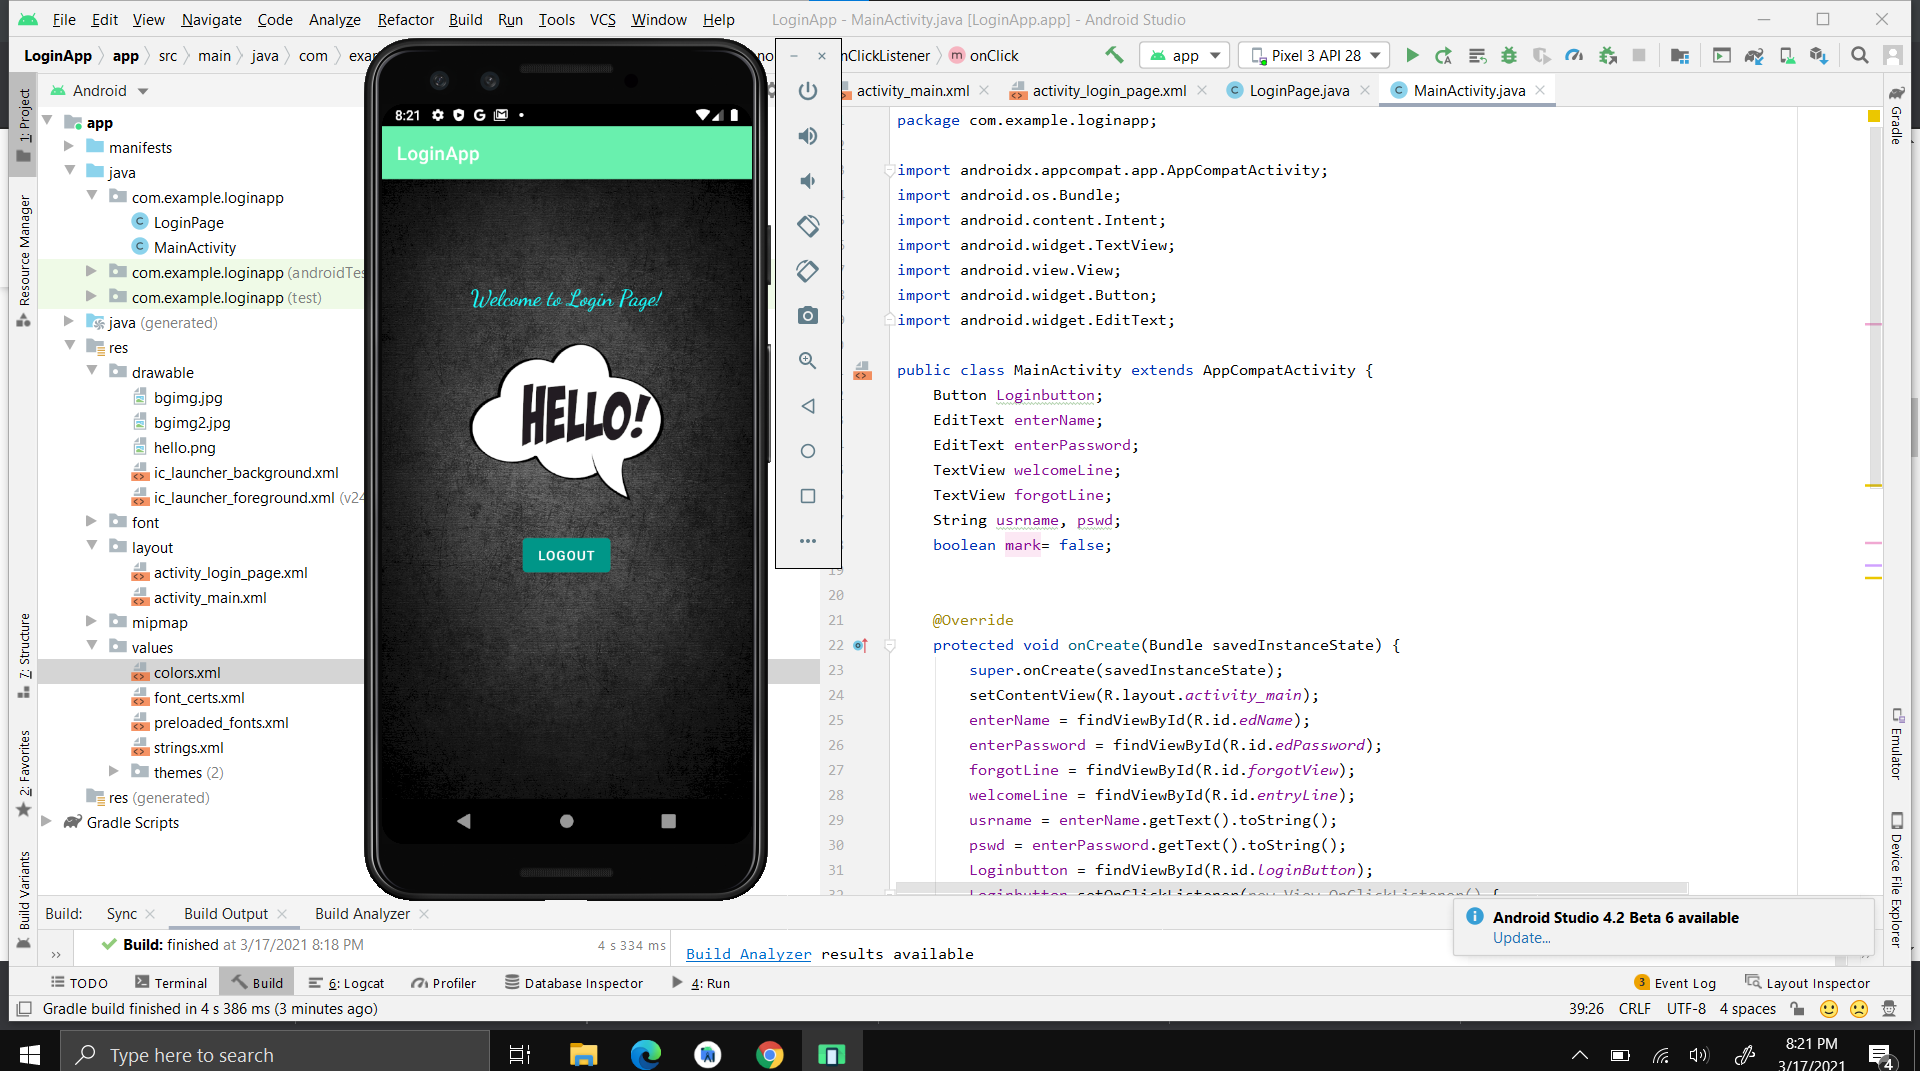 File Edit View Navigate Code Analyze Refactor Build Run Tools VCS Window Help LoginApp - MainActivity.java [LoginApp.app] - Android Studio
LoginApp app src main java com onClickListener m onClick app Pixel 3 API 28
Android
activity_main.xml activity_login_page.xml LoginPage.java MainActivity.java
1: Project
Resource Manager
7: Structure
2: Favorites
Build Variants
app
manifests
java
com.example.loginapp
LoginPage
MainActivity
com.example.loginapp (androidTes
com.example.loginapp (test)
java (generated)
res
drawable
bgimg.jpg
bgimg2.jpg
hello.png
ic_launcher_background.xml
ic_launcher_foreground.xml (v24
font
layout
activity_login_page.xml
activity_main.xml
mipmap
values
colors.xml
font_certs.xml
preloaded_fonts.xml
strings.xml
themes (2)
res (generated)
Gradle Scripts
8:21
LoginApp
Welcome to Login Page!
HELLO!
LOGOUT
package com.example.loginapp;
import androidx.appcompat.app.AppCompatActivity;
import android.os.Bundle;
import android.content.Intent;
import android.widget.TextView;
import android.view.View;
import android.widget.Button;
import android.widget.EditText;
public class MainActivity extends AppCompatActivity {
Button Loginbutton;
EditText enterName;
EditText enterPassword;
TextView welcomeLine;
TextView forgotLine;
String usrname, pswd;
boolean mark= false;
19
20
21 @Override
22 protected void onCreate(Bundle savedInstanceState) {
23 super.onCreate(savedInstanceState);
24 setContentView(R.layout.activity_main);
25 enterName = findViewById(R.id.edName);
26 enterPassword = findViewById(R.id.edPassword);
27 forgotLine = findViewById(R.id.forgotView);
28 welcomeLine = findViewById(R.id.entryLine);
29 usrname = enterName.getText().toString();
30 pswd = enterPassword.getText().toString();
31 Loginbutton = findViewById(R.id.loginButton);
32 Loginbutton.setOnClickListener(new View.OnClickListener() {
Gradle
Emulator
Device File Explorer
Build: Sync Build Output Build Analyzer
Build: finished at 3/17/2021 8:18 PM 4 s 334 ms
Build Analyzer results available
Android Studio 4.2 Beta 6 available
Update...
TODO Terminal Build 6: Logcat Profiler Database Inspector 4: Run 3 Event Log Layout Inspector
Gradle build finished in 4 s 386 ms (3 minutes ago) 39:26 CRLF UTF-8 4 spaces
Type here to search
8:21 PM
3/17/2021
4